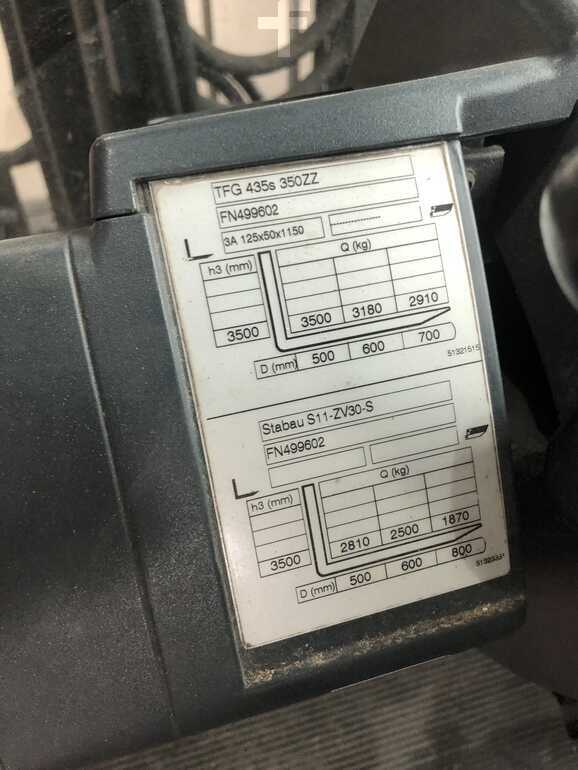 TFG 435s 350ZZ
FN499602
3A 125x50x1150 ----------------
h3 (mm) Q (kg)
3500 3500 3180 2910
D (mm) 500 600 700
51321515
Stabau S11-ZV30-S
FN499602
h3 (mm) Q (kg)
3500 2810 2500 1870
D (mm) 500 600 800